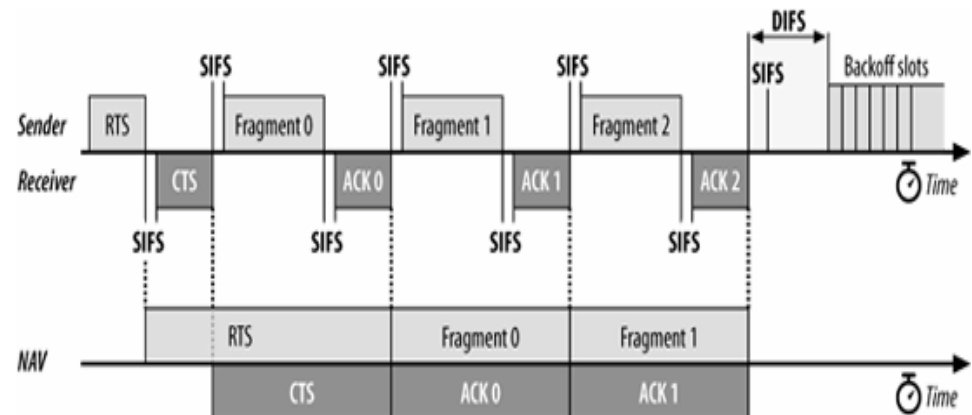 DIFS
SIFS SIFS SIFS SIFS Backoff slots
Sender RTS Fragment 0 Fragment 1 Fragment 2
Receiver CTS ACK 0 ACK 1 ACK 2 Time
SIFS SIFS SIFS SIFS
RTS Fragment 0 Fragment 1
NAV
CTS ACK 0 ACK 1 Time